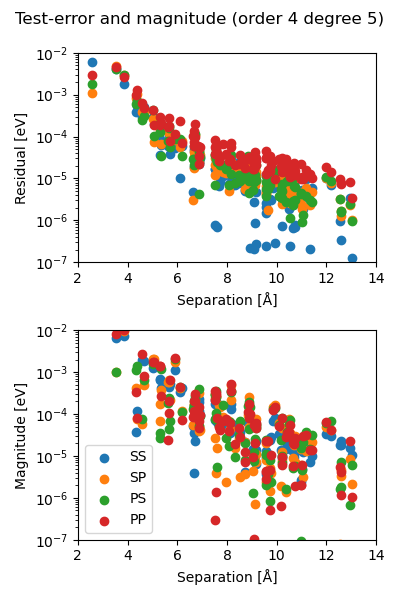 Test-error and magnitude (order 4 degree 5)
10⁻²
10⁻³
10⁻⁴
10⁻⁵
10⁻⁶
10⁻⁷
Residual [eV]
2 4 6 8 10 12 14
Separation [Å]
10⁻²
10⁻³
10⁻⁴
10⁻⁵
10⁻⁶
10⁻⁷
Magnitude [eV]
SS
SP
PS
PP
2 4 6 8 10 12 14
Separation [Å]